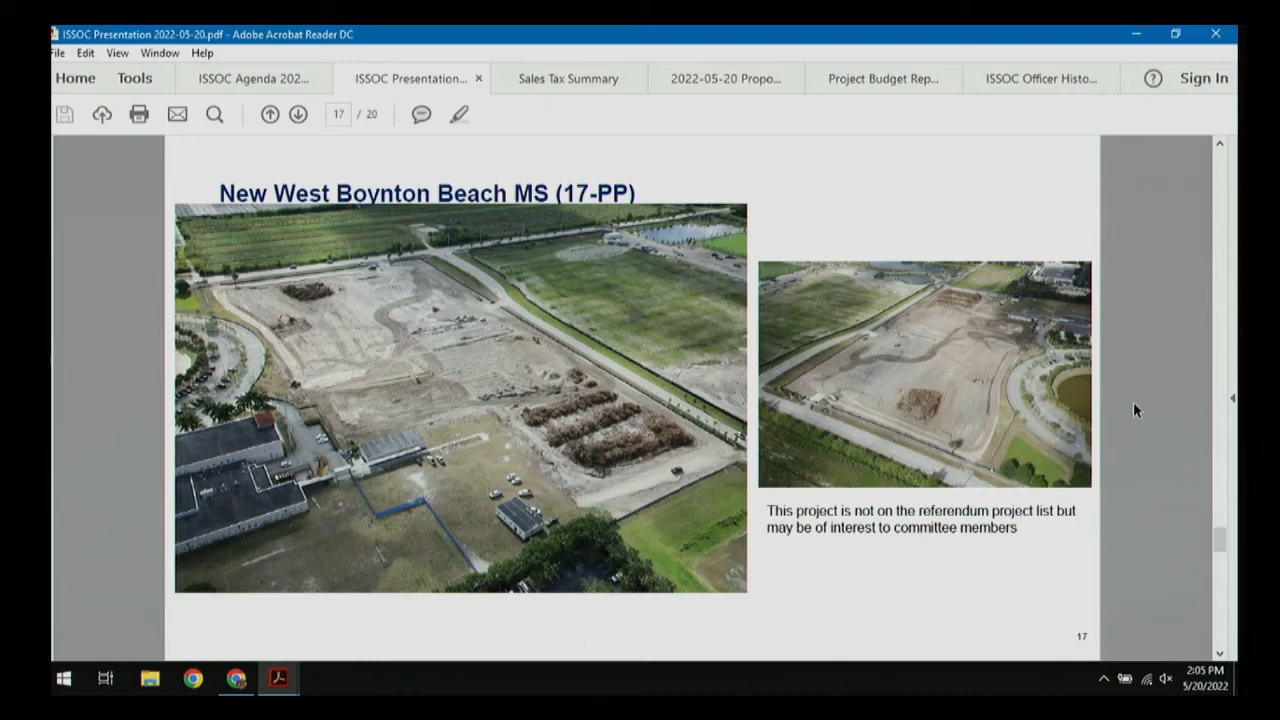 ISSOC Presentation 2022-05-20.pdf - Adobe Acrobat Reader DC
File Edit View Window Help
Home Tools ISSOC Agenda 202... ISSOC Presentation... × Sales Tax Summary 2022-05-20 Propo... Project Budget Rep... ISSOC Officer Histo... ? Sign In
17 / 20
New West Boynton Beach MS (17-PP)
This project is not on the referendum project list but
may be of interest to committee members
17
2:05 PM
5/20/2022